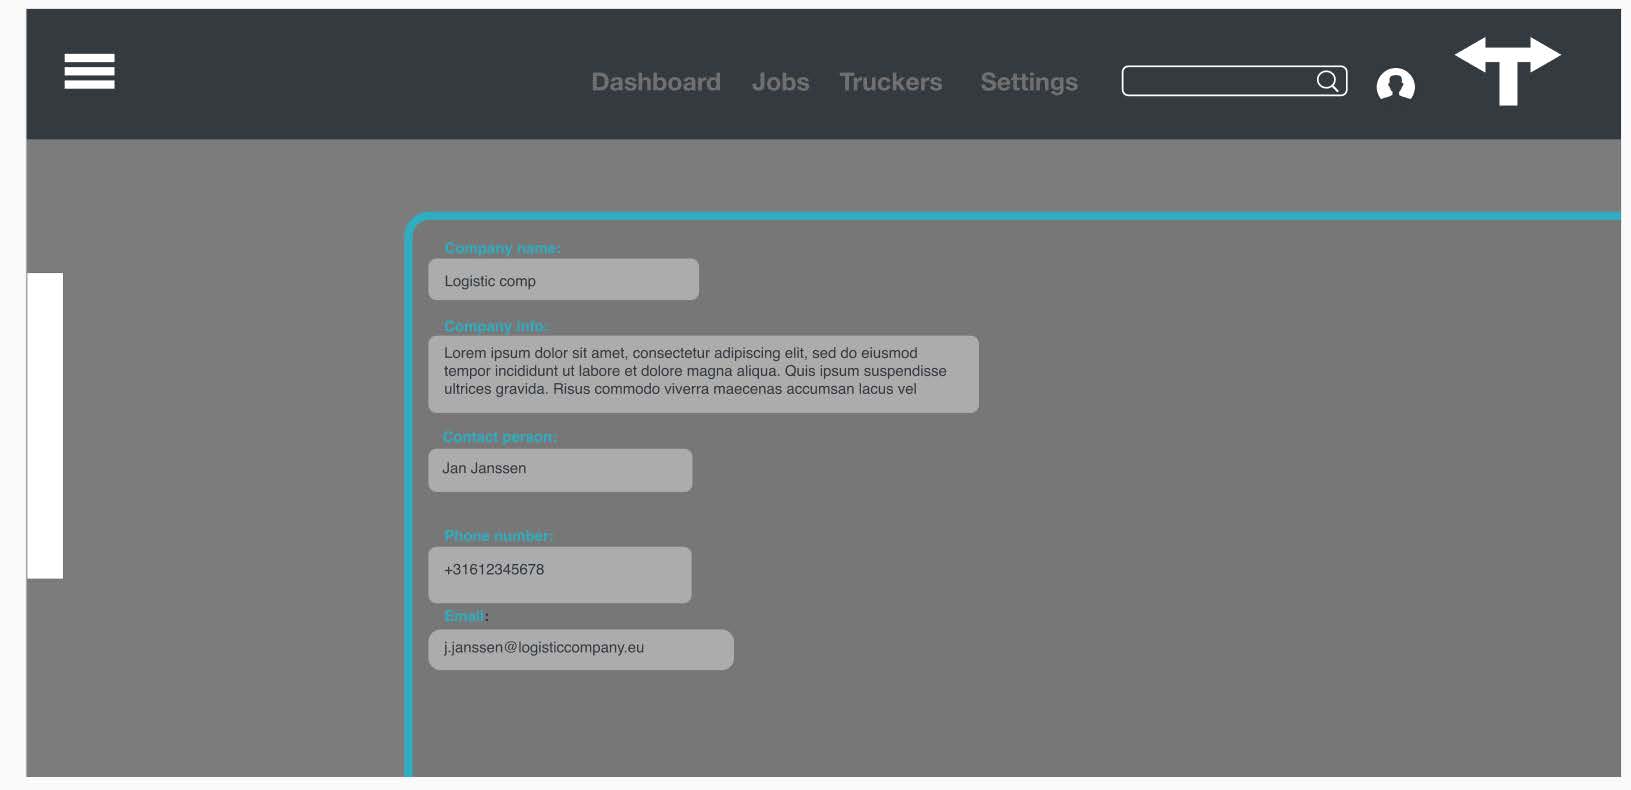 Dashboard Jobs Truckers Settings
Company name:
Logistic comp
Company info:
Lorem ipsum dolor sit amet, consectetur adipiscing elit, sed do eiusmod
tempor incididunt ut labore et dolore magna aliqua. Quis ipsum suspendisse
ultrices gravida. Risus commodo viverra maecenas accumsan lacus vel
Contact person:
Jan Janssen
Phone number:
+31612345678
Email:
j.janssen@logisticcompany.eu